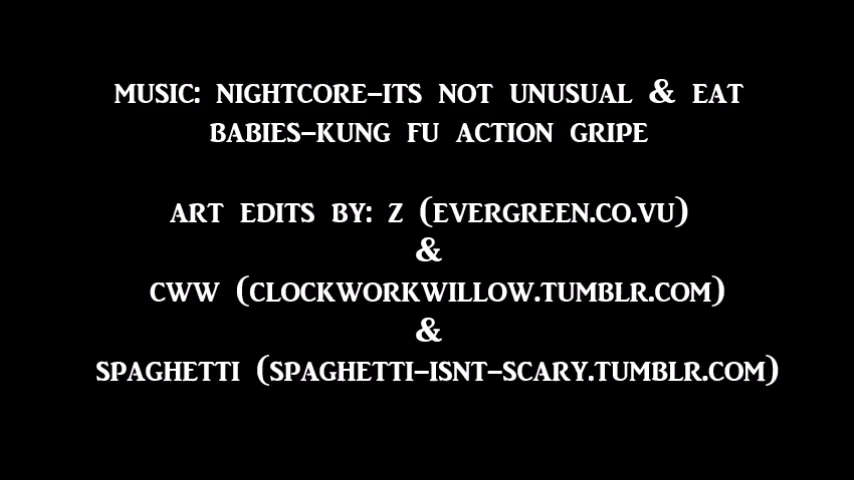 MUSIC: NIGHTCORE-ITS NOT UNUSUAL & EAT
BABIES-KUNG FU ACTION GRIPE
ART EDITS BY: Z (EVERGREEN.CO.VU)
&
CWW (CLOCKWORKWILLOW.TUMBLR.COM)
&
SPAGHETTI (SPAGHETTI-ISNT-SCARY.TUMBLR.COM)